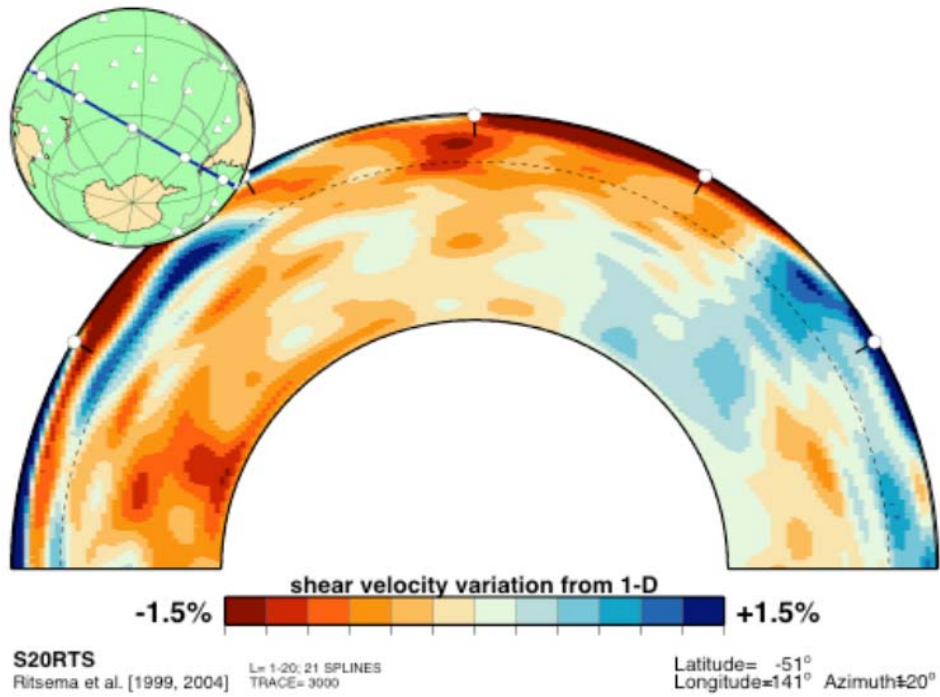 shear velocity variation from 1-D
-1.5% +1.5%
S20RTS
Ritsema et al. [1999, 2004]
L= 1-20; 21 SPLINES
TRACE= 3000
Latitude= -51°
Longitude=-141° Azimuth=120°